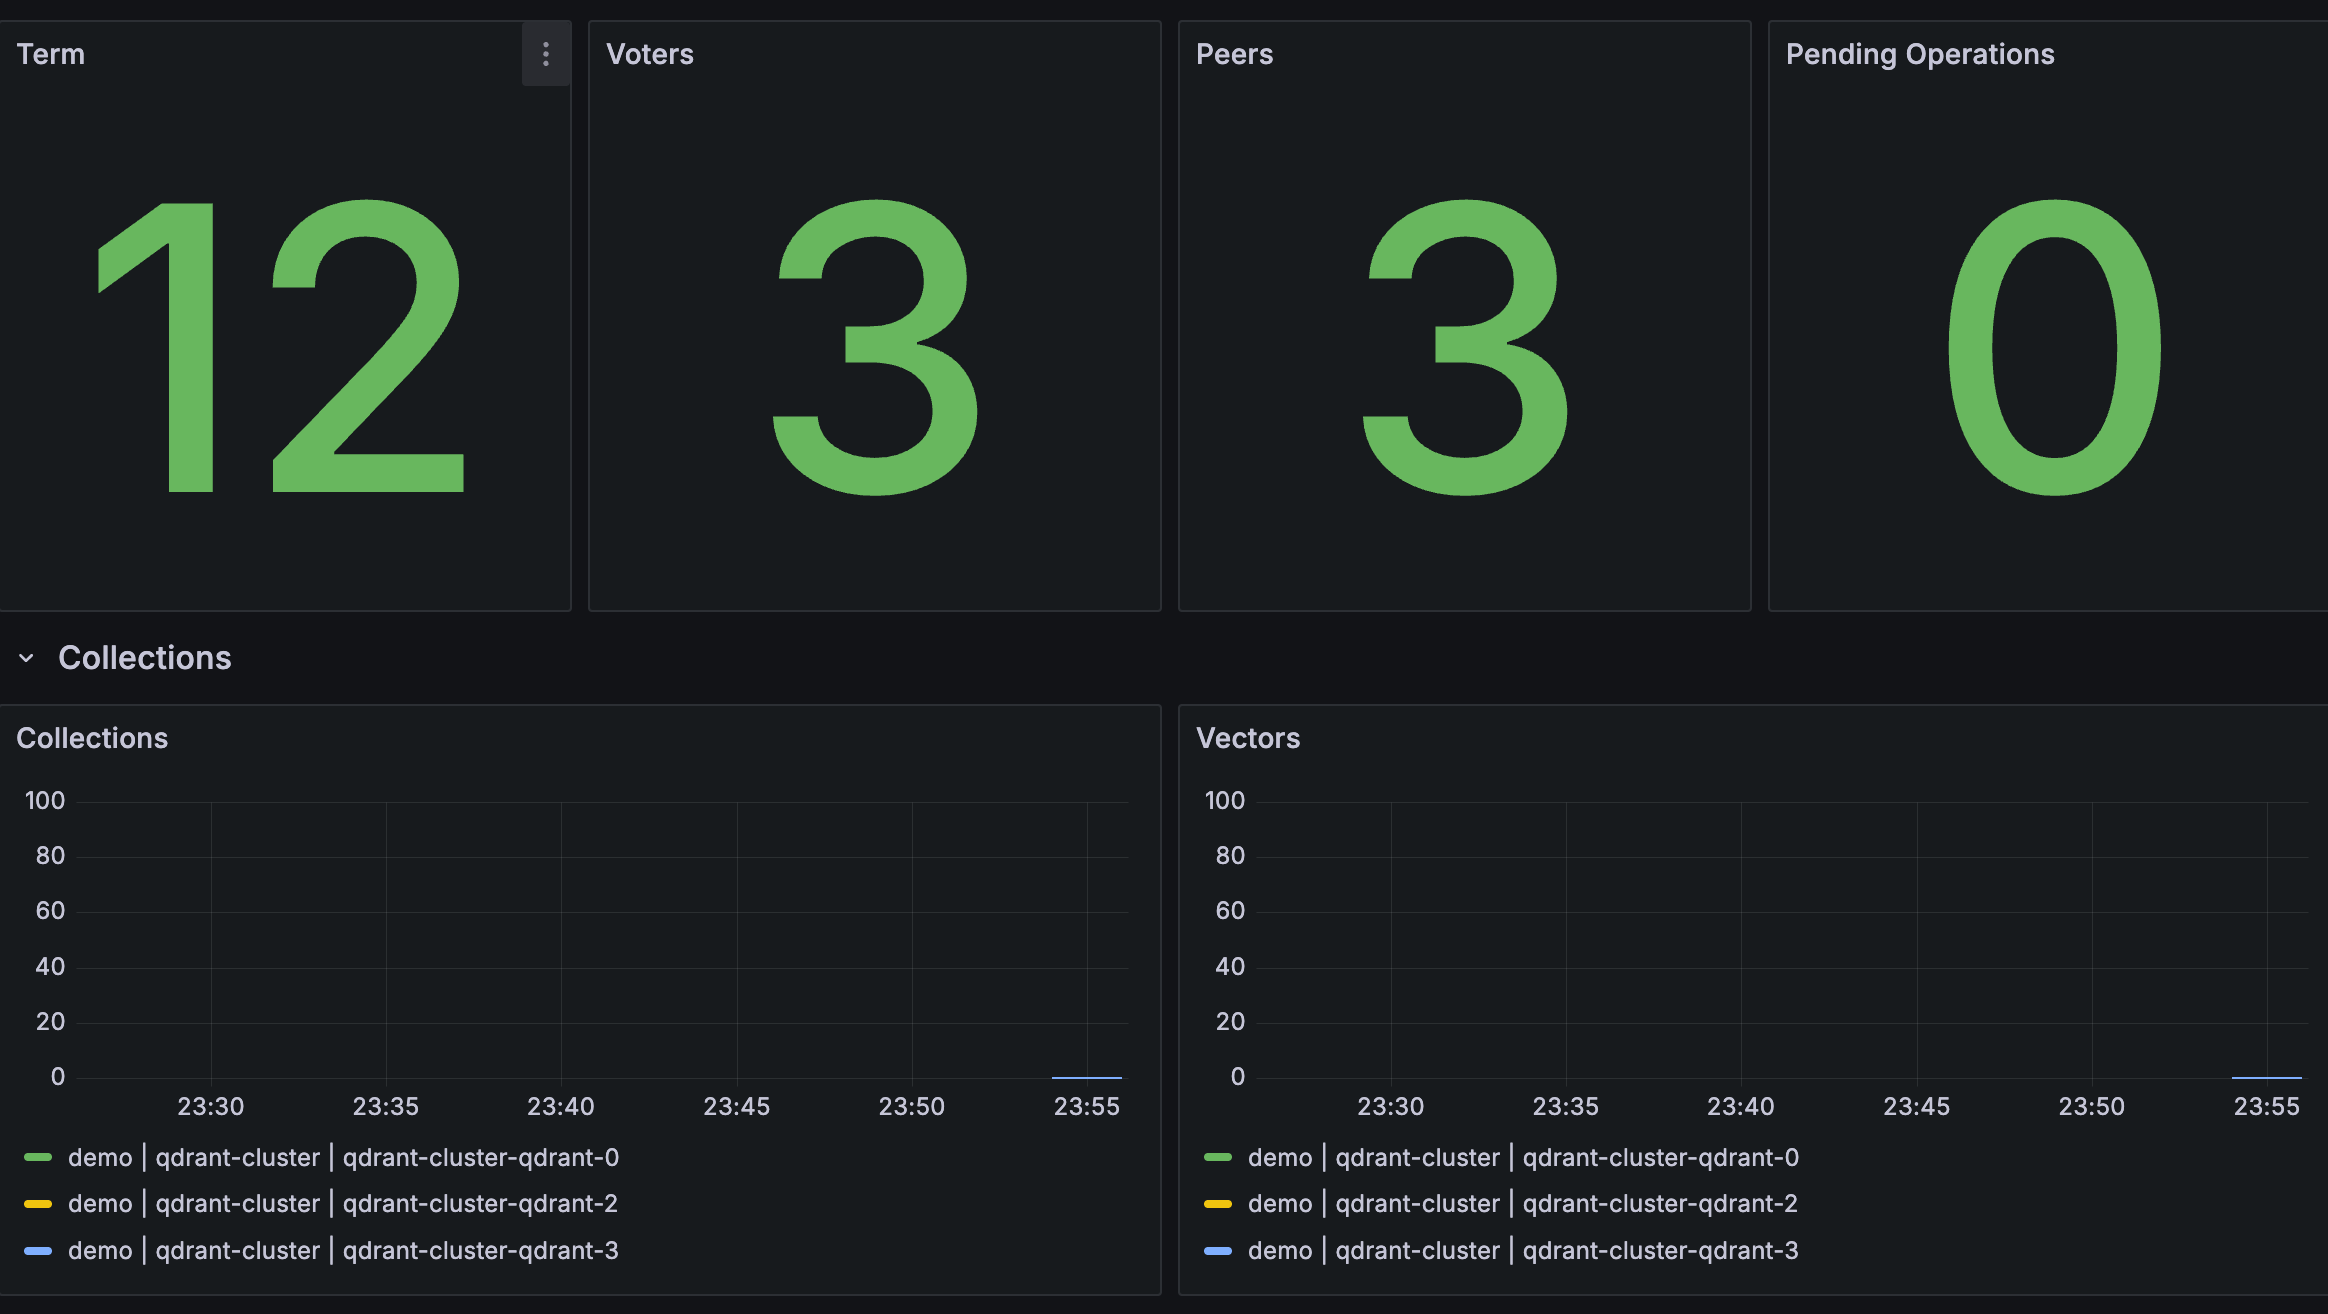 Term
Voters
Peers
Pending Operations
12
3
3
0
Collections
Collections
100
80
60
40
20
0
23:30 23:35 23:40 23:45 23:50 23:55
demo | qdrant-cluster | qdrant-cluster-qdrant-0
demo | qdrant-cluster | qdrant-cluster-qdrant-2
demo | qdrant-cluster | qdrant-cluster-qdrant-3
Vectors
100
80
60
40
20
0
23:30 23:35 23:40 23:45 23:50 23:55
demo | qdrant-cluster | qdrant-cluster-qdrant-0
demo | qdrant-cluster | qdrant-cluster-qdrant-2
demo | qdrant-cluster | qdrant-cluster-qdrant-3